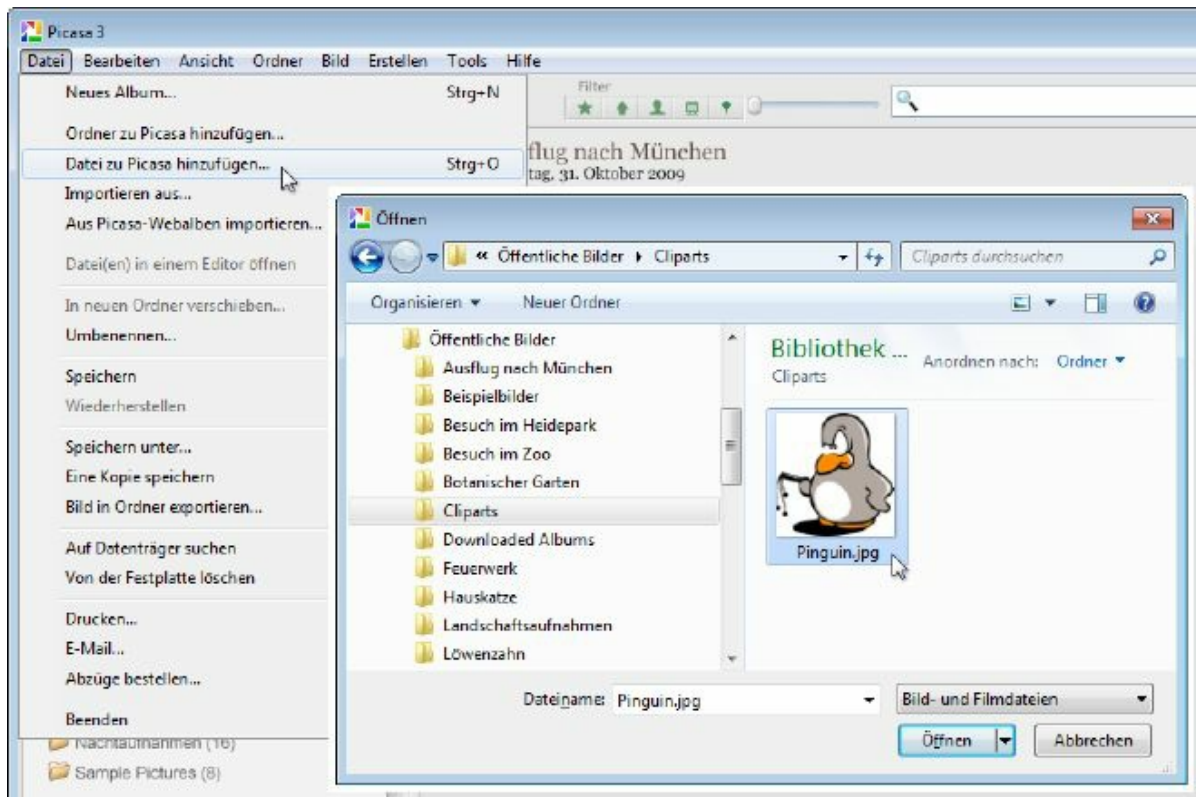 Picasa 3
Datei Bearbeiten Ansicht Ordner Bild Erstellen Tools Hilfe
Neues Album... Strg+N
Ordner zu Picasa hinzufügen...
Datei zu Picasa hinzufügen... Strg+O
Importieren aus...
Aus Picasa-Webalben importieren...
Datei(en) in einem Editor öffnen
In neuen Ordner verschieben...
Umbenennen...
Speichern
Wiederherstellen
Speichern unter...
Eine Kopie speichern
Bild in Ordner exportieren...
Auf Datenträger suchen
Von der Festplatte löschen
Drucken...
E-Mail...
Abzüge bestellen...
Beenden
Nachtaufnahmen (16)
Sample Pictures (8)
Filter
flug nach München
tag, 31. Oktober 2009
Öffnen
« Öffentliche Bilder Cliparts
Cliparts durchsuchen
Organisieren Neuer Ordner
Öffentliche Bilder
Ausflug nach München
Beispielbilder
Besuch im Heidepark
Besuch im Zoo
Botanischer Garten
Cliparts
Downloaded Albums
Feuerwerk
Hauskatze
Landschaftsaufnahmen
Löwenzahn
Bibliothek ...
Cliparts
Anordnen nach: Ordner
Pinguin.jpg
Dateiname: Pinguin.jpg
Bild- und Filmdateien
Öffnen Abbrechen